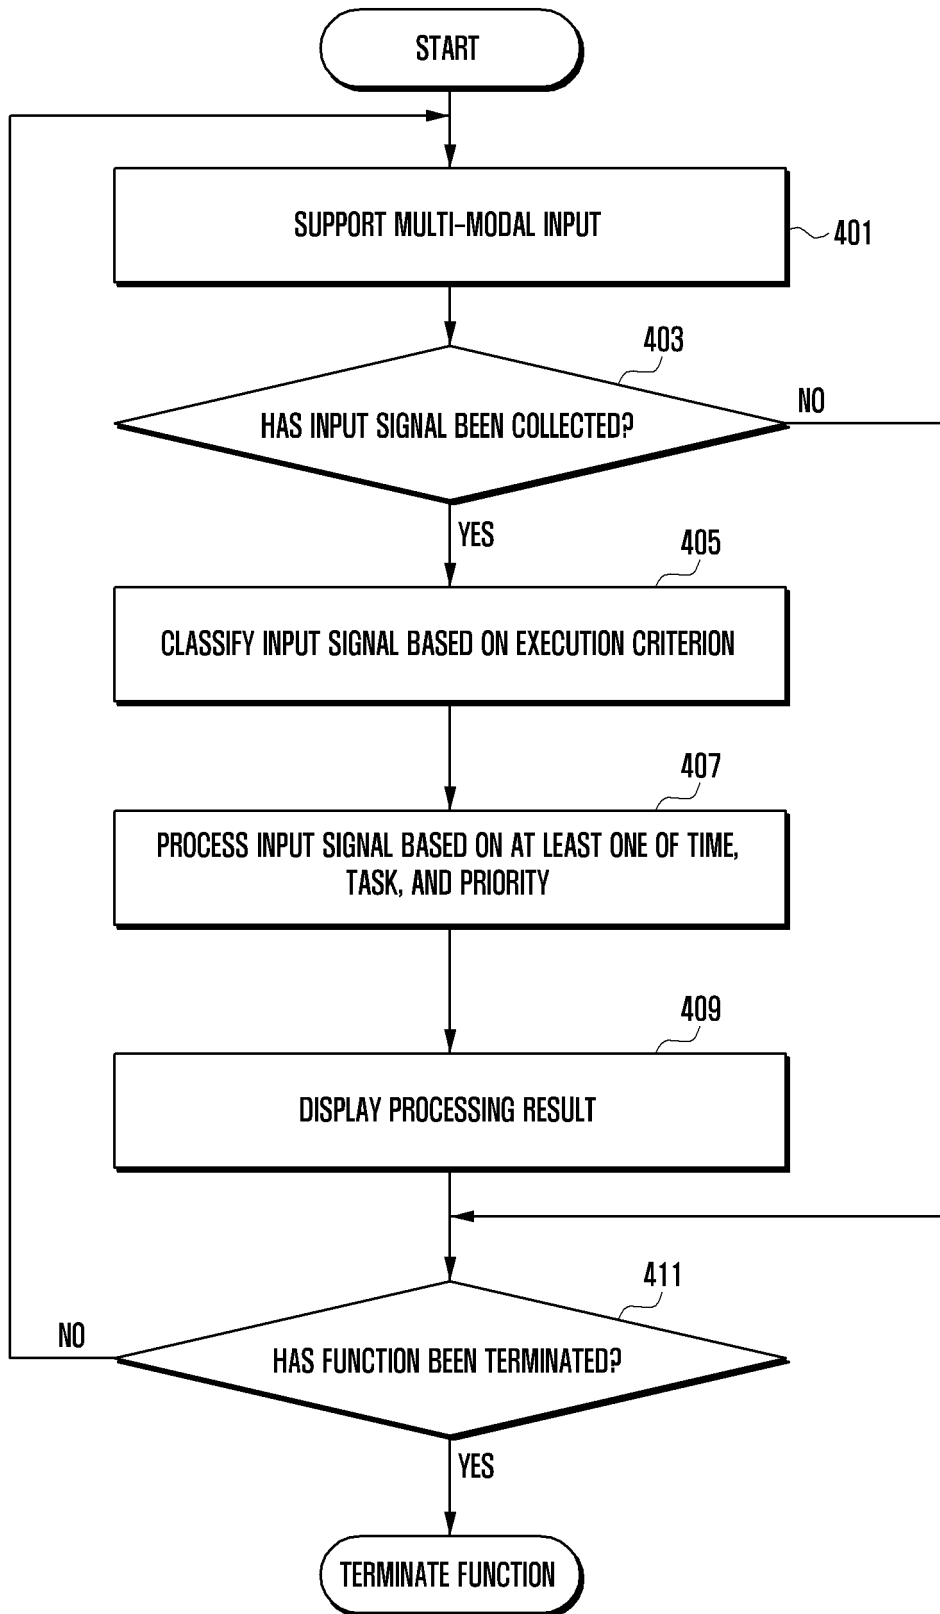 START
SUPPORT MULTI-MODAL INPUT
401
403
HAS INPUT SIGNAL BEEN COLLECTED?
NO
YES
405
CLASSIFY INPUT SIGNAL BASED ON EXECUTION CRITERION
407
PROCESS INPUT SIGNAL BASED ON AT LEAST ONE OF TIME,
TASK, AND PRIORITY
409
DISPLAY PROCESSING RESULT
411
NO
HAS FUNCTION BEEN TERMINATED?
YES
TERMINATE FUNCTION